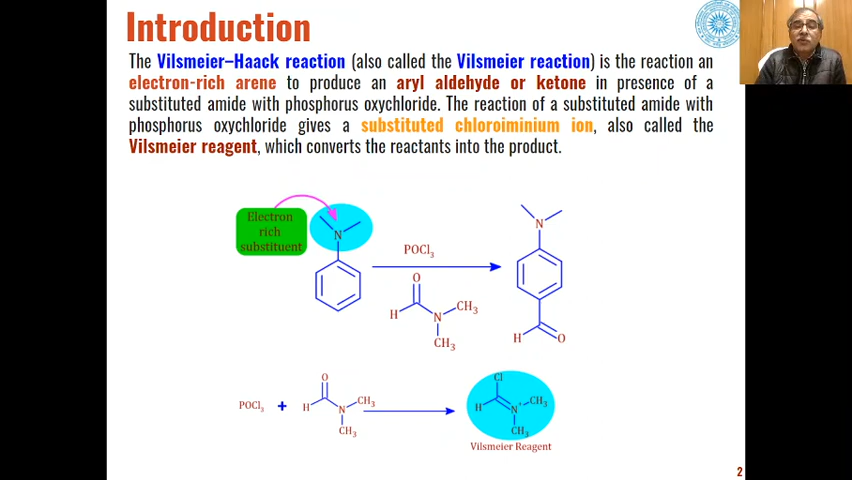 Introduction
The Vilsmeier–Haack reaction (also called the Vilsmeier reaction) is the reaction an
electron-rich arene to produce an aryl aldehyde or ketone in presence of a
substituted amide with phosphorus oxychloride. The reaction of a substituted amide with
phosphorus oxychloride gives a substituted chloroiminium ion, also called the
Vilsmeier reagent, which converts the reactants into the product.
Electron
rich
substituent
N
POCl₃
O
H
N
CH₃
CH₃
N
H
O
POCl₃
+
O
H
N
CH₃
CH₃
Cl
H
N⁺
CH₃
CH₃
Vilsmeier Reagent
2